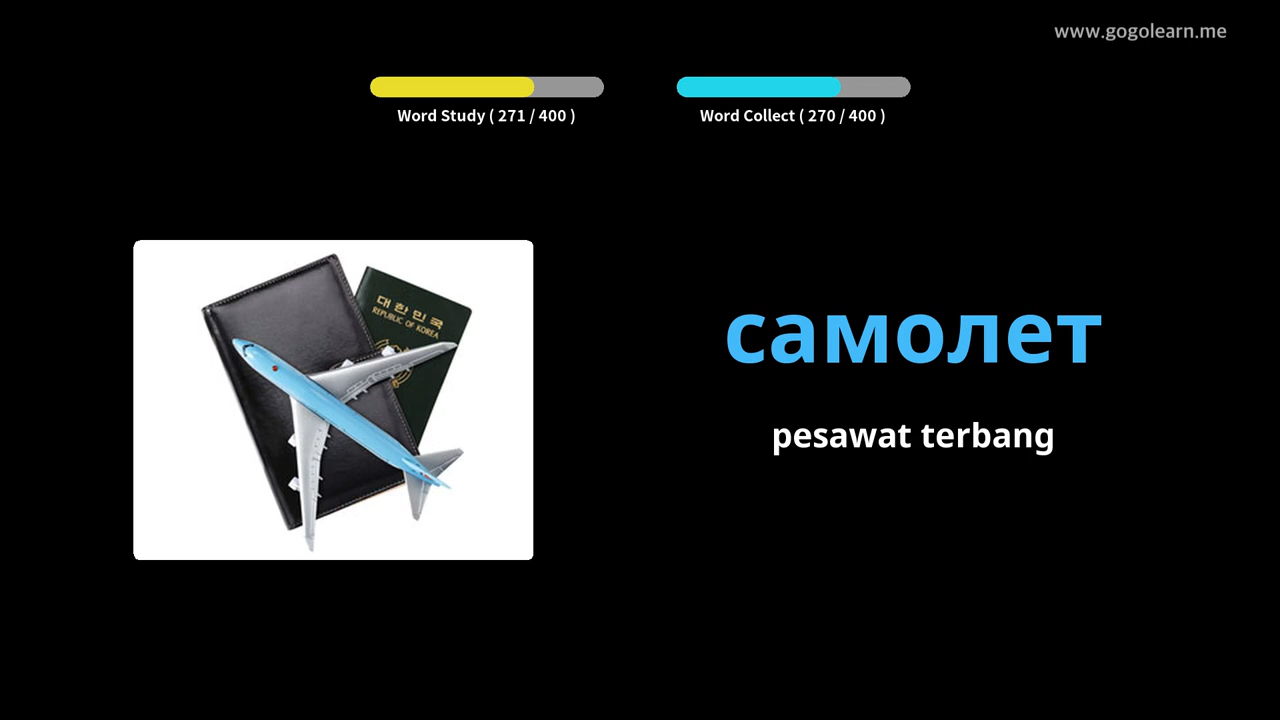 www.gogolearn.me
Word Study ( 271 / 400 )
Word Collect ( 270 / 400 )
대한민국
REPUBLIC OF KOREA
самолет
pesawat terbang